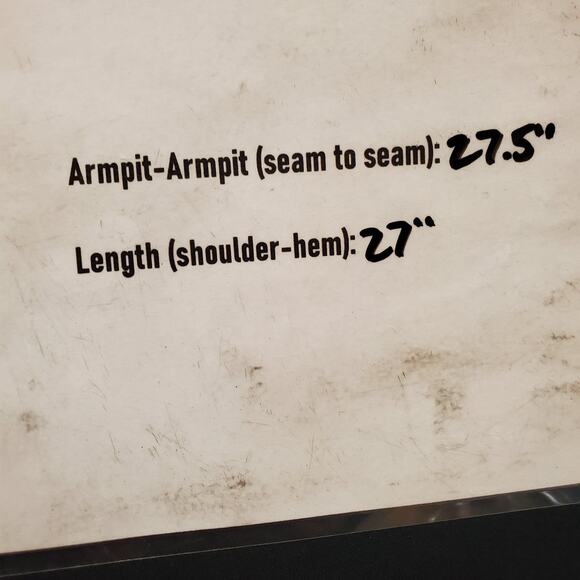 Armpit-Armpit (seam to seam): 27.5"
Length (shoulder-hem): 27"